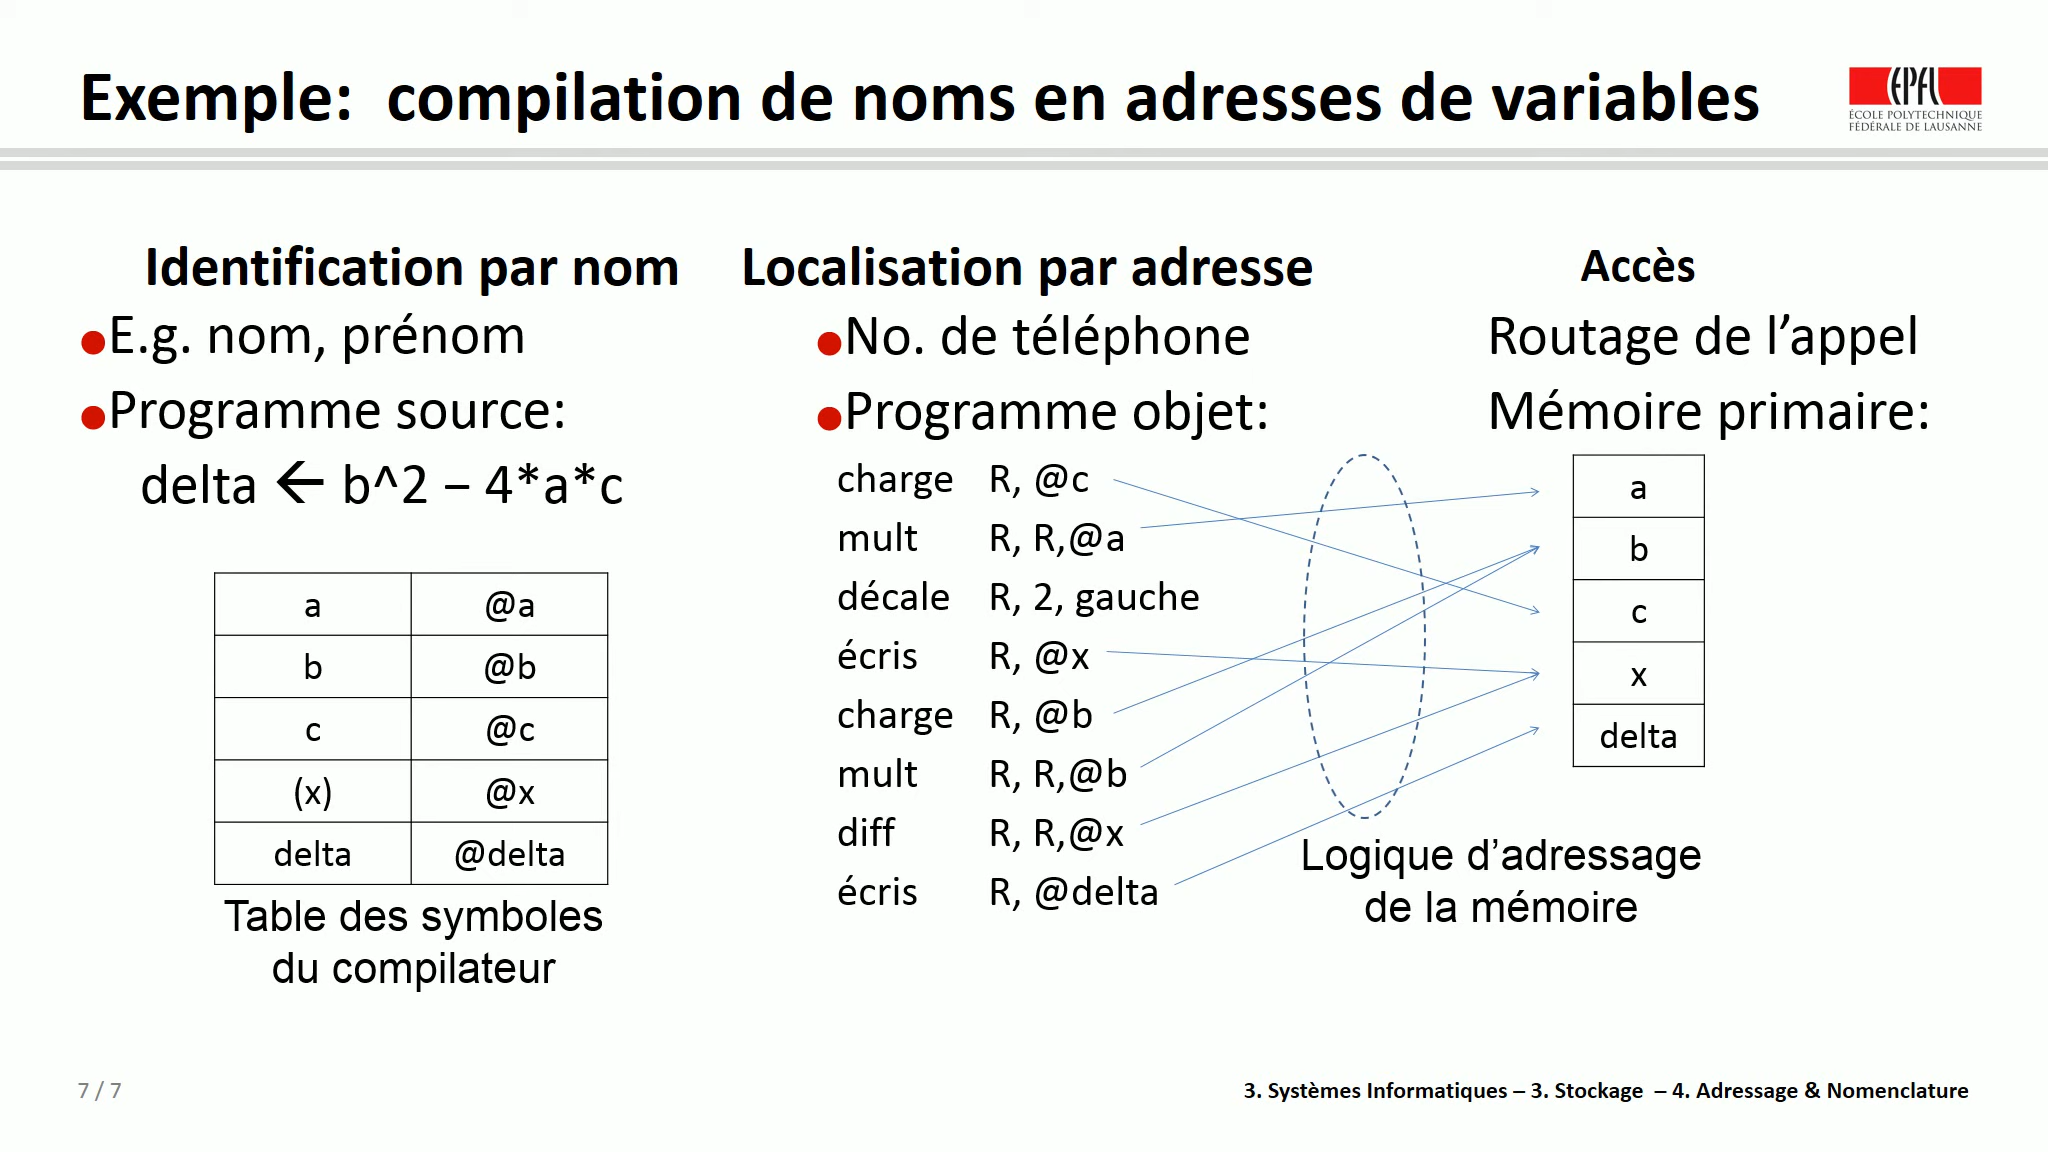 Exemple: compilation de noms en adresses de variables
EPFL
ÉCOLE POLYTECHNIQUE
FÉDÉRALE DE LAUSANNE
Identification par nom
●E.g. nom, prénom
●Programme source:
delta ← b^2 − 4*a*c
a @a
b @b
c @c
(x) @x
delta @delta
Table des symboles
du compilateur
Localisation par adresse
●No. de téléphone
●Programme objet:
charge R, @c
mult R, R,@a
décale R, 2, gauche
écris R, @x
charge R, @b
mult R, R,@b
diff R, R,@x
écris R, @delta
Accès
Routage de l’appel
Mémoire primaire:
a
b
c
x
delta
Logique d’adressage
de la mémoire
7 / 7
3. Systèmes Informatiques – 3. Stockage – 4. Adressage & Nomenclature